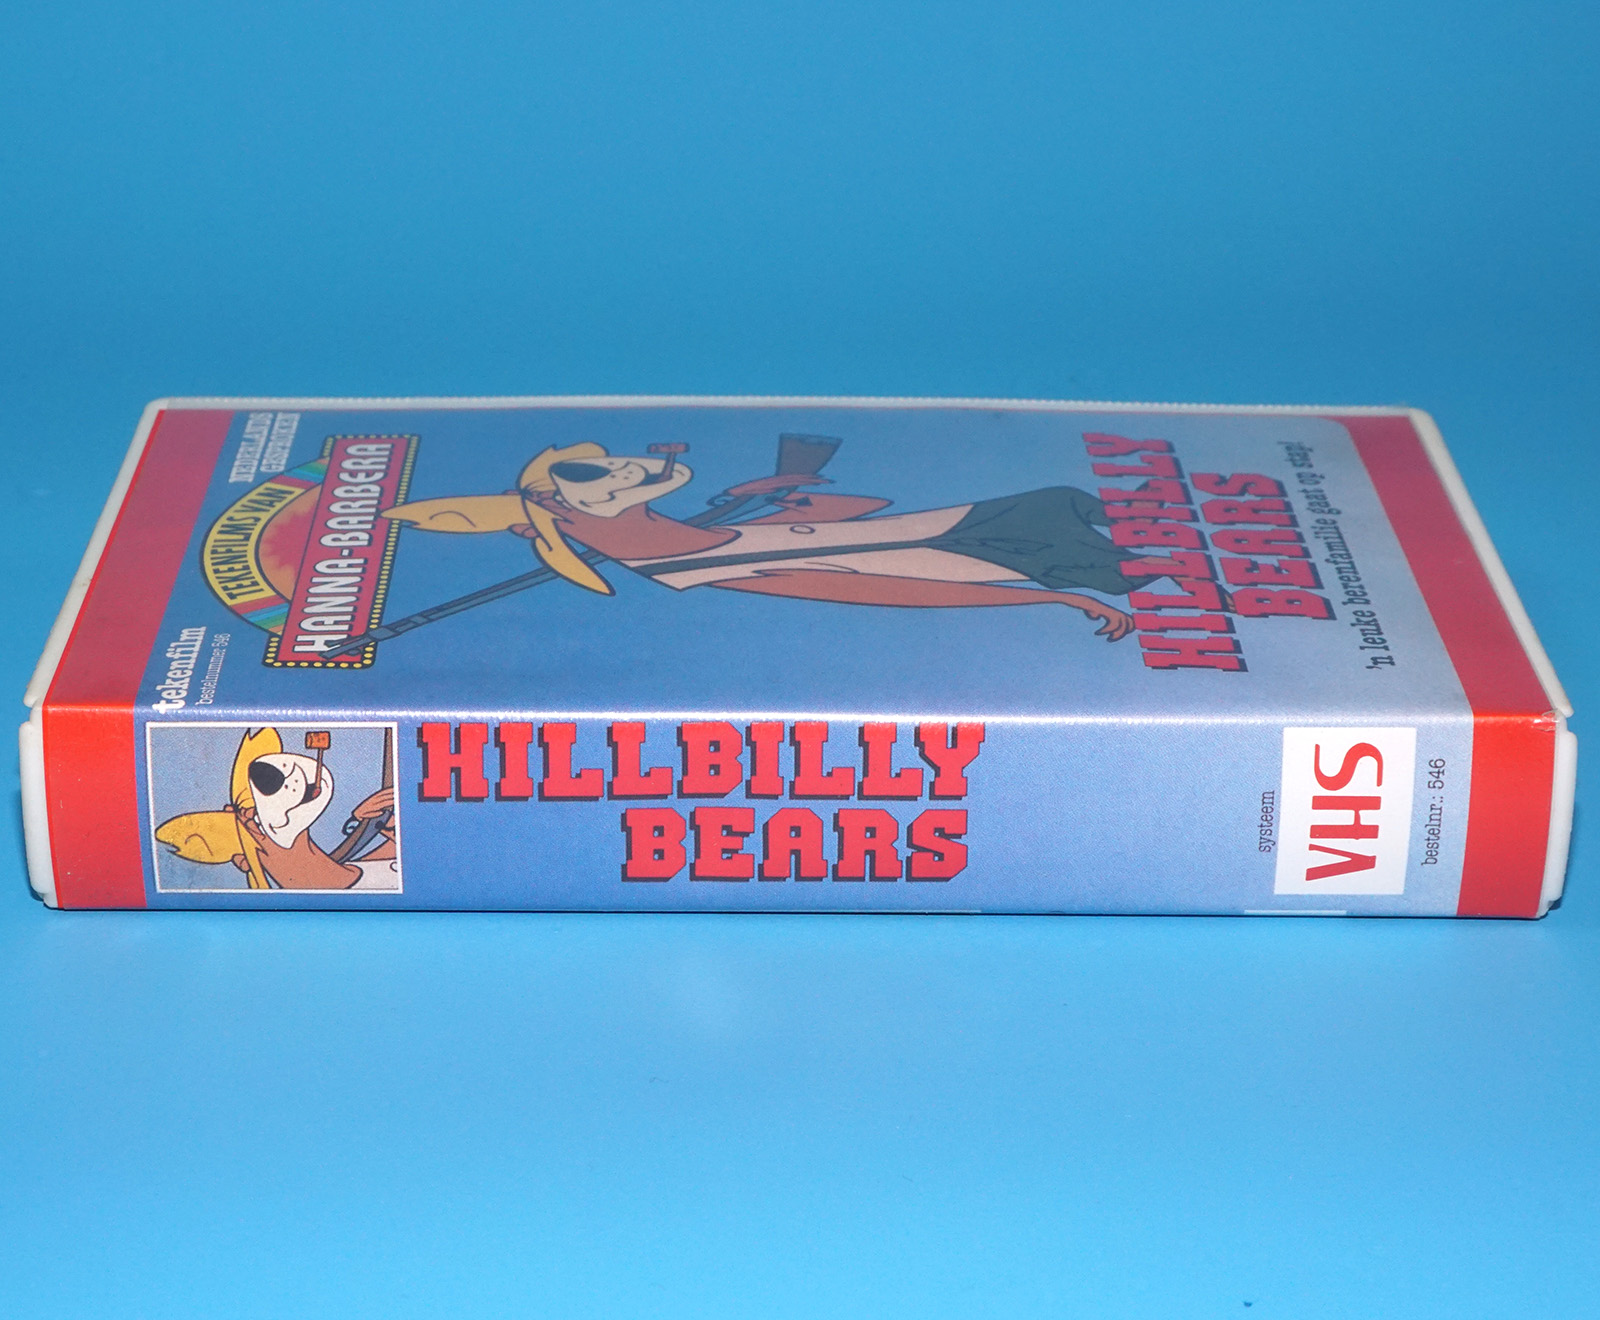 NEDERLANDS
GESPROKEN
TEKENFILMS VAN
HANNA-BARBERA
tekenfilm
bestelnummer 546
HILLBILLY
BEARS
'n leuke berenfamilie gaat op stap!
HILLBILLY
BEARS
systeem
VHS
bestelnr.: 546